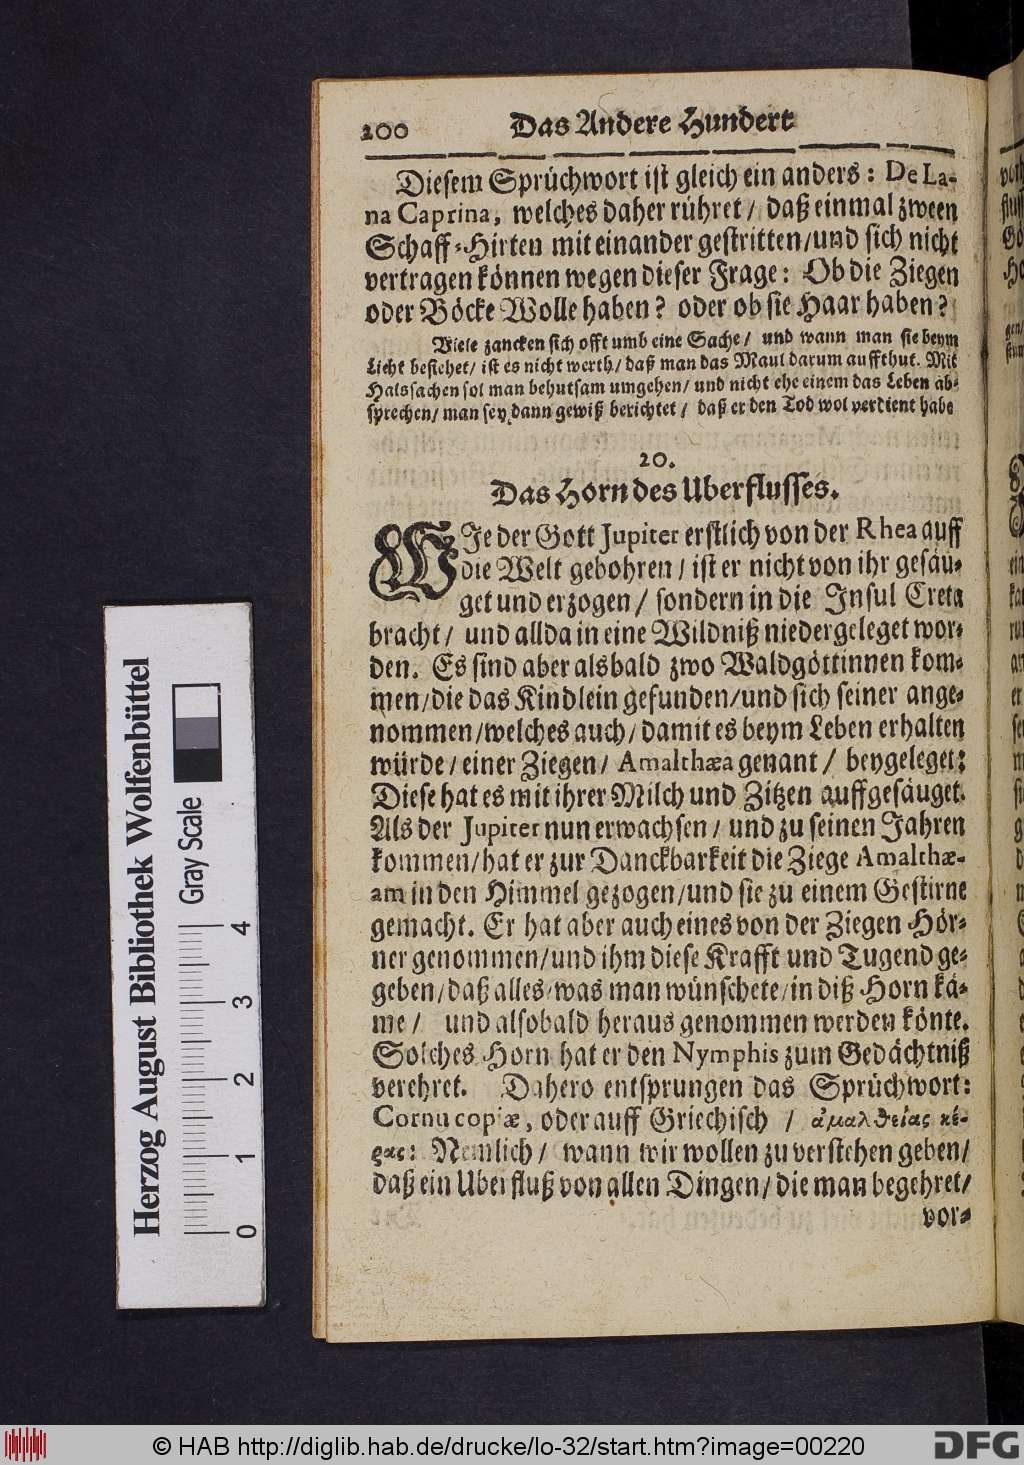 200 Das Andere Hundert
Diesem Sprüchwort ist gleich ein anders: De La-
na Caprina, welches daher rühret / daß einmal zween
Schaff-Hirten mit einander gestritten/und sich nicht
vertragen können wegen dieser Frage: Ob die Ziegen
oder Böcke Wolle haben? oder ob sie Haar haben?
Viele zancken sich offt umb eine Sache / und wann man sie beym
Licht besiehet / ist es nicht werth / daß man das Maul darum auffthut. Mit
Halssachen sol man behutsam umgehen / und nicht ehe einem das Leben ab-
sprechen / man sey dann gewiß berichtet / daß er den Tod wol verdient habe
20.
Das Horn des Uberflusses.
WIe der Gott Jupiter erstlich von der Rhea auff
die Welt gebohren / ist er nicht von ihr gesäu-
get und erzogen / sondern in die Insul Creta
bracht / und allda in eine Wildniß niedergeleget wor-
den. Es sind aber alsbald zwo Waldgöttinnen kom-
men/die das Kindlein gefunden/und sich seiner ange-
nommen/welches auch/damit es beym Leben erhalten
würde / einer Ziegen / Amalthæa genant / beygeleget:
Diese hat es mit ihrer Milch und Zitzen auffgesäuget.
Als der Jupiter nun erwachsen / und zu seinen Jahren
kommen/hat er zur Danckbarkeit die Ziege Amalthæ-
am in den Himmel gezogen/und sie zu einem Gestirne
gemacht. Er hat aber auch eines von der Ziegen Hör-
ner genommen/und ihm diese Krafft und Tugend ge-
geben/daß alles/was man wünschete/in diß Horn kä-
me / und alsobald heraus genommen werden könte.
Solches Horn hat er den Nymphis zum Gedächtniß
verehret. Dahero entsprungen das Sprüchwort:
Cornu copiæ, oder auff Griechisch / ἀμαλθείας κέ-
ρας: Nemlich / wann wir wollen zu verstehen geben/
daß ein Uberfluß von allen Dingen/die man begehret/
vor-
Herzog August Bibliothek Wolfenbüttel
Gray Scale
0 1 2 3 4
© HAB http://diglib.hab.de/drucke/lo-32/start.htm?image=00220
DFG